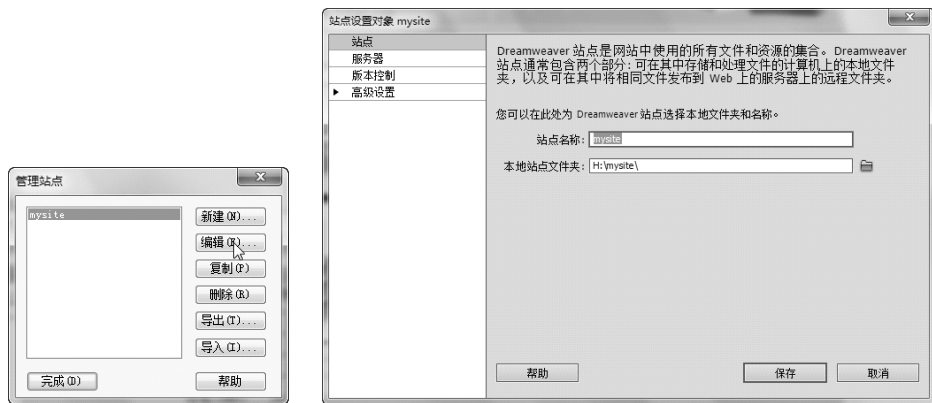 管理站点
mysite
新建(N)...
编辑(E)...
复制(P)
删除(R)
导出(T)...
导入(I)...
完成(D)
帮助
站点设置对象 mysite
站点
服务器
版本控制
高级设置
Dreamweaver 站点是网站中使用的所有文件和资源的集合。Dreamweaver
站点通常包含两个部分:可在其中存储和处理文件的计算机上的本地文件
夹，以及可在其中将相同文件发布到 Web 上的服务器上的远程文件夹。
您可以在此处为 Dreamweaver 站点选择本地文件夹和名称。
站点名称: mysite
本地站点文件夹: H:\mysite\
帮助
保存
取消